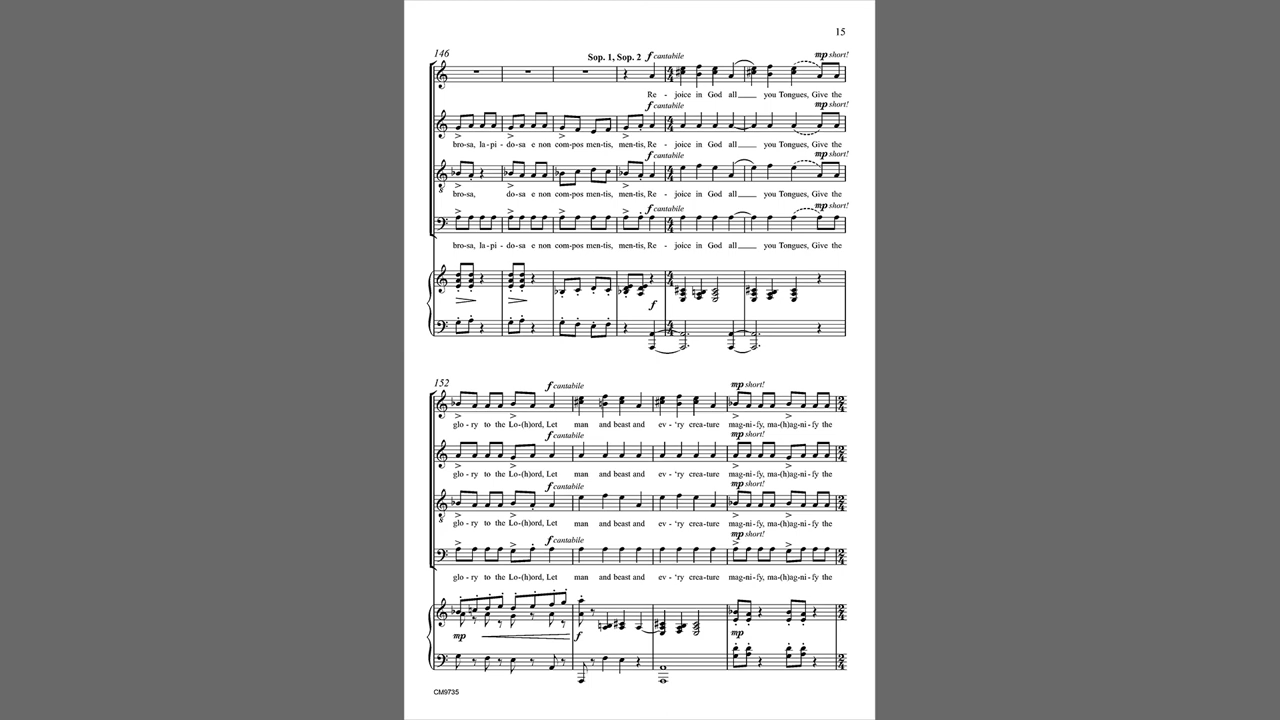 15
146
Sop. 1, Sop. 2 f cantabile mp short!
Re - joice in God all___ you Tongues, Give the
f cantabile mp short!
bro-sa, la-pi - do-sa e non com-pos men-tis, men-tis, Re - joice in God all___ you Tongues, Give the
f cantabile mp short!
bro-sa, do-sa e non com-pos men-tis, men-tis, Re - joice in God all___ you Tongues, Give the
f cantabile mp short!
bro-sa, la-pi - do-sa e non com-pos men-tis, men-tis, Re - joice in God all___ you Tongues, Give the
f
152
f cantabile mp short!
glo - ry to the Lo-(h)ord, Let man and beast and ev - 'ry crea-ture mag-ni-fy, ma-(h)ag-ni-fy the
f cantabile mp short!
glo - ry to the Lo-(h)ord, Let man and beast and ev - 'ry crea-ture mag-ni-fy, ma-(h)ag-ni-fy the
f cantabile mp short!
glo - ry to the Lo-(h)ord, Let man and beast and ev - 'ry crea-ture mag-ni-fy, ma-(h)ag-ni-fy the
f cantabile mp short!
glo - ry to the Lo-(h)ord, Let man and beast and ev - 'ry crea-ture mag-ni-fy, ma-(h)ag-ni-fy the
mp f mp
CM9735